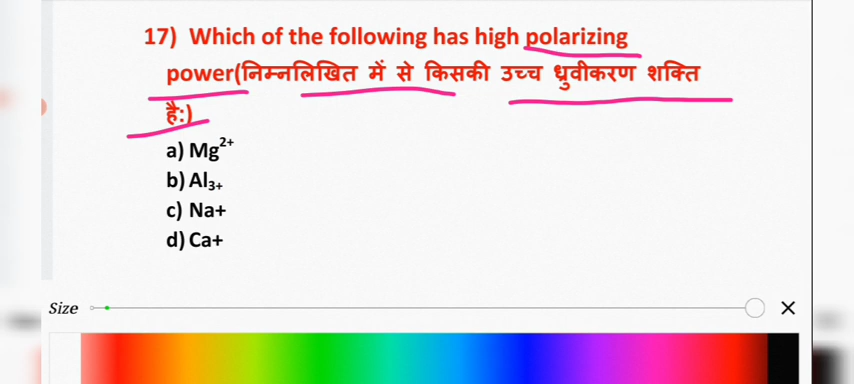 17) Which of the following has high polarizing
power(निम्नलिखित में से किसकी उच्च ध्रुवीकरण शक्ति
है:)
a) Mg²⁺
b) Al₃₊
c) Na+
d) Ca+
Size